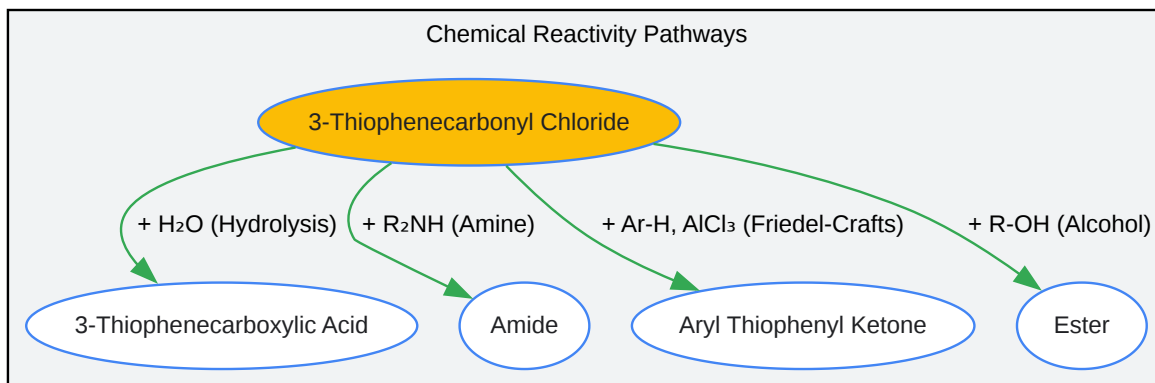 Chemical Reactivity Pathways
3-Thiophenecarbonyl Chloride
+ H₂O (Hydrolysis)
+ R₂NH (Amine)
+ Ar-H, AlCl₃ (Friedel-Crafts)
+ R-OH (Alcohol)
3-Thiophenecarboxylic Acid
Amide
Aryl Thiophenyl Ketone
Ester